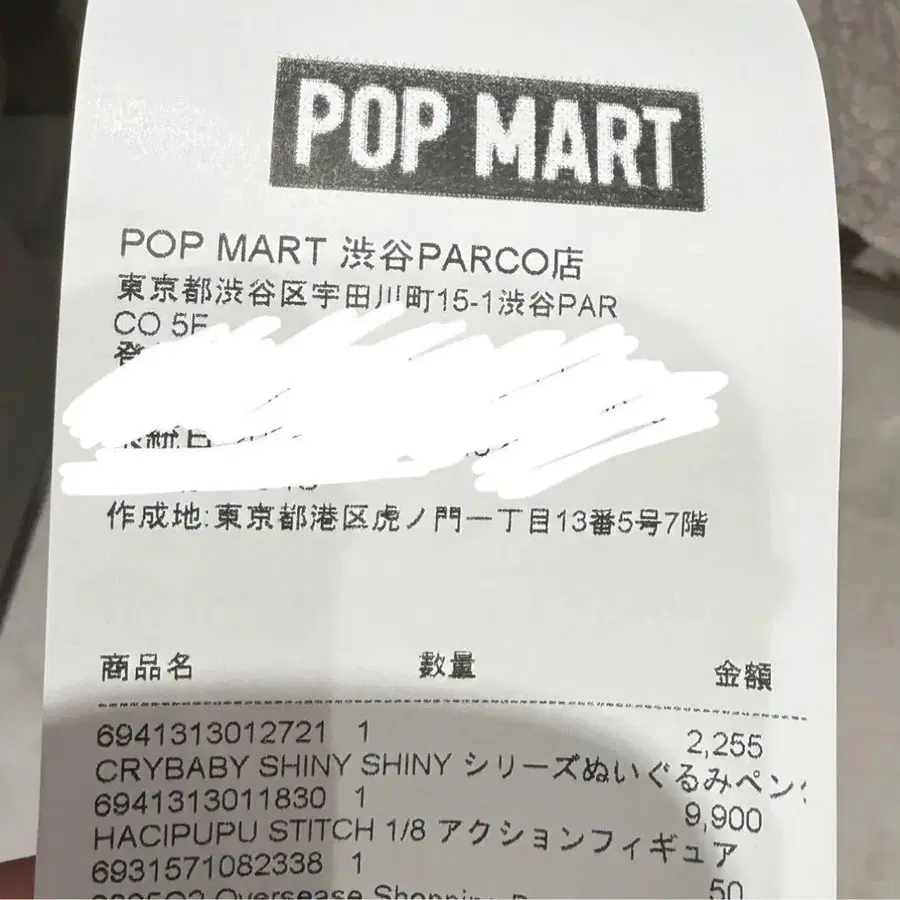 POP MART
POP MART 渋谷PARCO店
東京都渋谷区宇田川町15-1渋谷PAR
CO 5F
作成地:東京都港区虎ノ門一丁目13番5号7階
商品名 数量 金額
6941313012721 1 2,255
CRYBABY SHINY SHINY シリーズぬいぐるみペン
6941313011830 1 9,900
HACIPUPU STITCH 1/8 アクションフィギュア
6931571082338 1 50
Oversease Shopping